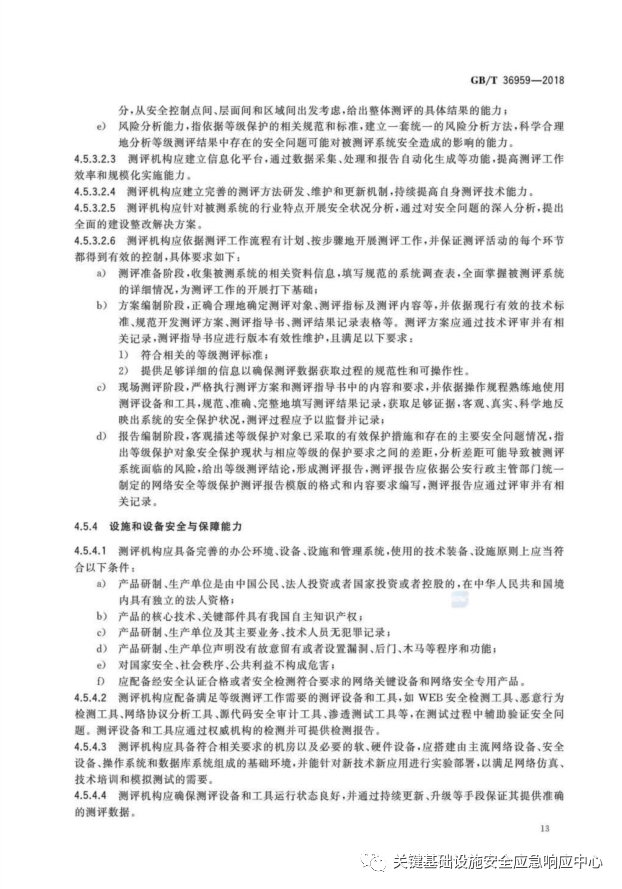 GB/T 36959—2018
分,从安全控制点间、层面间和区域间出发考虑,给出整体测评的具体结果的能力;
e) 风险分析能力,指依据等级保护的相关规范和标准,建立一套统一的风险分析方法,科学合理
地分析等级测评结果中存在的安全问题可能对被测评系统安全造成的影响的能力。
4.5.3.2.3 测评机构应建立信息化平台,通过数据采集、处理和报告自动化生成等功能,提高测评工作
效率和规模化实施能力。
4.5.3.2.4 测评机构应建立完善的测评方法研发、维护和更新机制,持续提高自身测评技术能力。
4.5.3.2.5 测评机构应针对被测系统的行业特点开展安全状况分析,通过对安全问题的深入分析,提出
全面的建设整改解决方案。
4.5.3.2.6 测评机构应依据测评工作流程有计划、按步骤地开展测评工作,并保证测评活动的每个环节
都得到有效的控制,具体要求如下:
a) 测评准备阶段,收集被测系统的相关资料信息,填写规范的系统调查表,全面掌握被测评系统
的详细情况,为测评工作的开展打下基础;
b) 方案编制阶段,正确合理地确定测评对象、测评指标及测评内容等,并依据现行有效的技术标
准、规范开发测评方案、测评指导书、测评结果记录表格等。测评方案应通过技术评审并有相
关记录,测评指导书应进行版本有效性维护,且满足以下要求:
1) 符合相关的等级测评标准;
2) 提供足够详细的信息以确保测评数据获取过程的规范性和可操作性。
c) 现场测评阶段,严格执行测评方案和测评指导书中的内容和要求,并依据操作规程熟练地使用
测评设备和工具,规范、准确、完整地填写测评结果记录,获取足够证据,客观、真实、科学地反
映出系统的安全保护状况,测评过程应予以监督并记录;
d) 报告编制阶段,客观描述等级保护对象已采取的有效保护措施和存在的主要安全问题情况,指
出等级保护对象安全保护现状与相应等级的保护要求之间的差距,分析差距可能导致被测评
系统面临的风险,给出等级测评结论,形成测评报告,测评报告应依据公安行政主管部门统一
制定的网络安全等级保护测评报告模版的格式和内容要求编写,测评报告应通过评审并有相
关记录。
4.5.4 设施和设备安全与保障能力
4.5.4.1 测评机构应具备完善的办公环境、设备、设施和管理系统,使用的技术装备、设施原则上应当符
合以下条件:
a) 产品研制、生产单位是由中国公民、法人投资或者国家投资或者控股的,在中华人民共和国境
内具有独立的法人资格;
b) 产品的核心技术、关键部件具有我国自主知识产权;
c) 产品研制、生产单位及其主要业务、技术人员无犯罪记录;
d) 产品研制、生产单位声明没有故意留有或者设置漏洞、后门、木马等程序和功能;
e) 对国家安全、社会秩序、公共利益不构成危害;
f) 应配备经安全认证合格或者安全检测符合要求的网络关键设备和网络安全专用产品。
4.5.4.2 测评机构应配备满足等级测评工作需要的测评设备和工具,如 WEB 安全检测工具、恶意行为
检测工具、网络协议分析工具、源代码安全审计工具、渗透测试工具等,在测试过程中辅助验证安全问
题。测评设备和工具应通过权威机构的检测并可提供检测报告。
4.5.4.3 测评机构应具备符合相关要求的机房以及必要的软、硬件设备,应搭建由主流网络设备、安全
设备、操作系统和数据库系统组成的基础环境,并能针对新技术新应用进行实验部署,以满足网络仿真、
技术培训和模拟测试的需要。
4.5.4.4 测评机构应确保测评设备和工具运行状态良好,并通过持续更新、升级等手段保证其提供准确
的测评数据。
13
关键基础设施安全应急响应中心